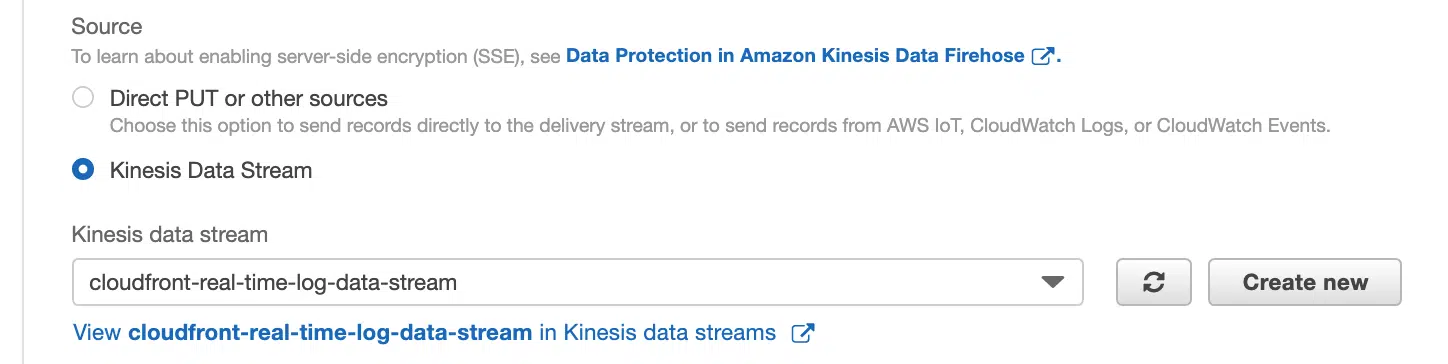 Source
To learn about enabling server-side encryption (SSE), see Data Protection in Amazon Kinesis Data Firehose.
Direct PUT or other sources
Choose this option to send records directly to the delivery stream, or to send records from AWS IoT, CloudWatch Logs, or CloudWatch Events.
Kinesis Data Stream
Kinesis data stream
cloudfront-real-time-log-data-stream
Create new
View cloudfront-real-time-log-data-stream in Kinesis data streams